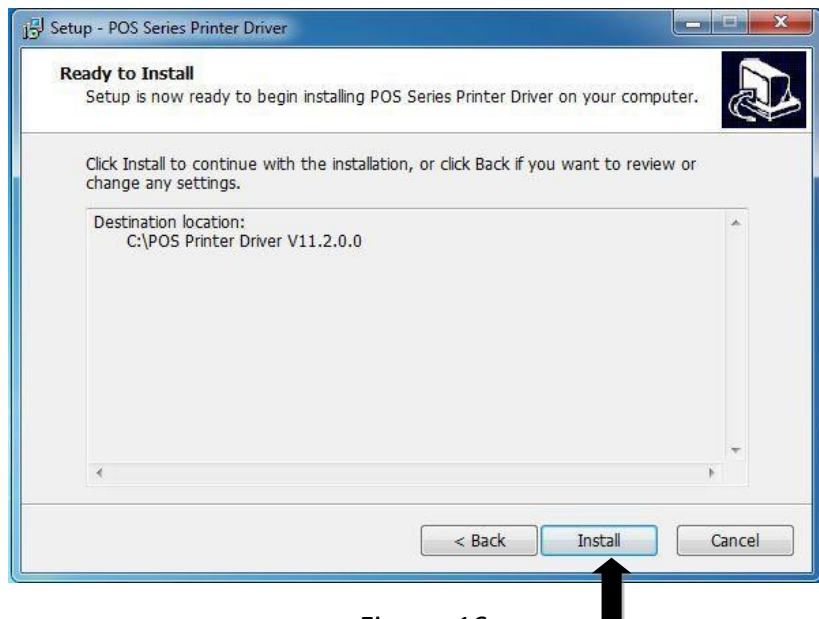 Setup - POS Series Printer Driver
Ready to Install
Setup is now ready to begin installing POS Series Printer Driver on your computer.
Click Install to continue with the installation, or click Back if you want to review or
change any settings.
Destination location:
C:\POS Printer Driver V11.2.0.0
< Back Install Cancel